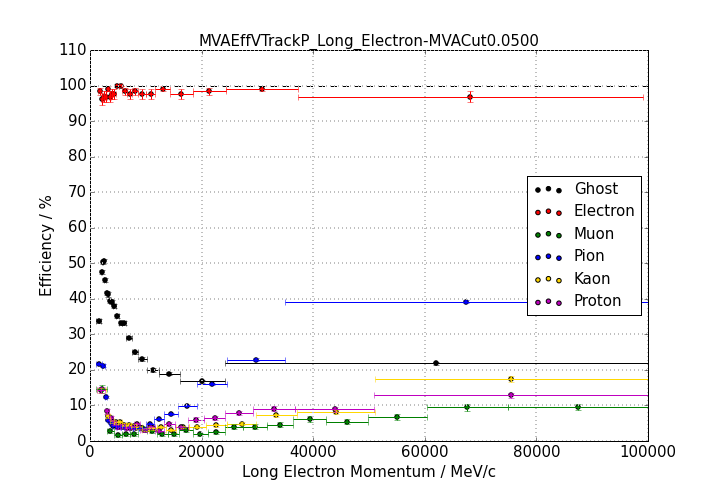 MVAEffVTrackP_Long_Electron-MVACut0.0500
110
100
90
80
70
60
50
40
30
20
10
0
Efficiency / %
Ghost
Electron
Muon
Pion
Kaon
Proton
0 20000 40000 60000 80000 100000
Long Electron Momentum / MeV/c